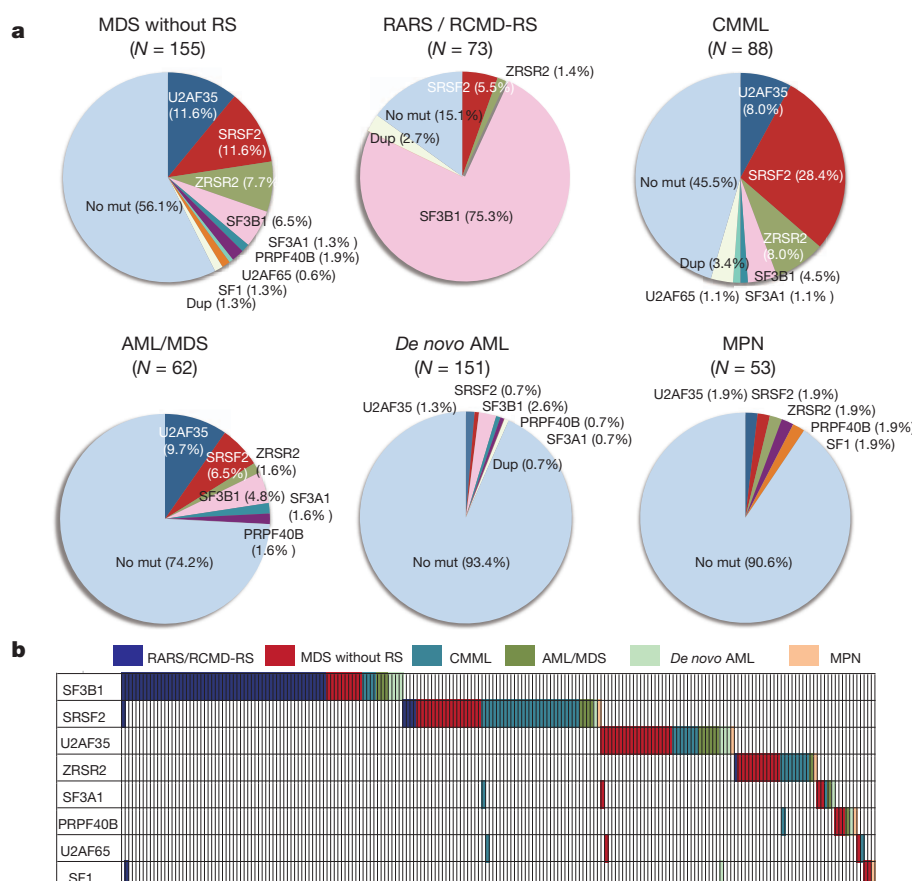 a
MDS without RS
(N = 155)
U2AF35
(11.6%)
SRSF2
(11.6%)
ZRSR2 (7.7%
SF3B1 (6.5%)
SF3A1 (1.3% )
PRPF40B (1.9%)
U2AF65 (0.6%)
SF1 (1.3%)
Dup (1.3%)
No mut (56.1%)
RARS / RCMD-RS
(N = 73)
ZRSR2 (1.4%)
SRSF2 (5.5%)
No mut (15.1%)
Dup (2.7%)
SF3B1 (75.3%)
CMML
(N = 88)
U2AF35
(8.0%)
SRSF2 (28.4%)
No mut (45.5%)
ZRSR2
(8.0%)
Dup (3.4%)
SF3B1 (4.5%)
U2AF65 (1.1%) SF3A1 (1.1% )
AML/MDS
(N = 62)
U2AF35
(9.7%)
SRSF2
(6.5%)
ZRSR2
(1.6%)
SF3B1 (4.8%)
SF3A1
(1.6% )
PRPF40B
(1.6% )
No mut (74.2%)
De novo AML
(N = 151)
SRSF2 (0.7%)
U2AF35 (1.3%)
SF3B1 (2.6%)
PRPF40B (0.7%)
SF3A1 (0.7%)
Dup (0.7%)
No mut (93.4%)
MPN
(N = 53)
U2AF35 (1.9%) SRSF2 (1.9%)
ZRSR2 (1.9%)
PRPF40B (1.9%)
SF1 (1.9%)
No mut (90.6%)
b
RARS/RCMD-RS MDS without RS CMML AML/MDS De novo AML MPN
SF3B1
SRSF2
U2AF35
ZRSR2
SF3A1
PRPF40B
U2AF65
SF1